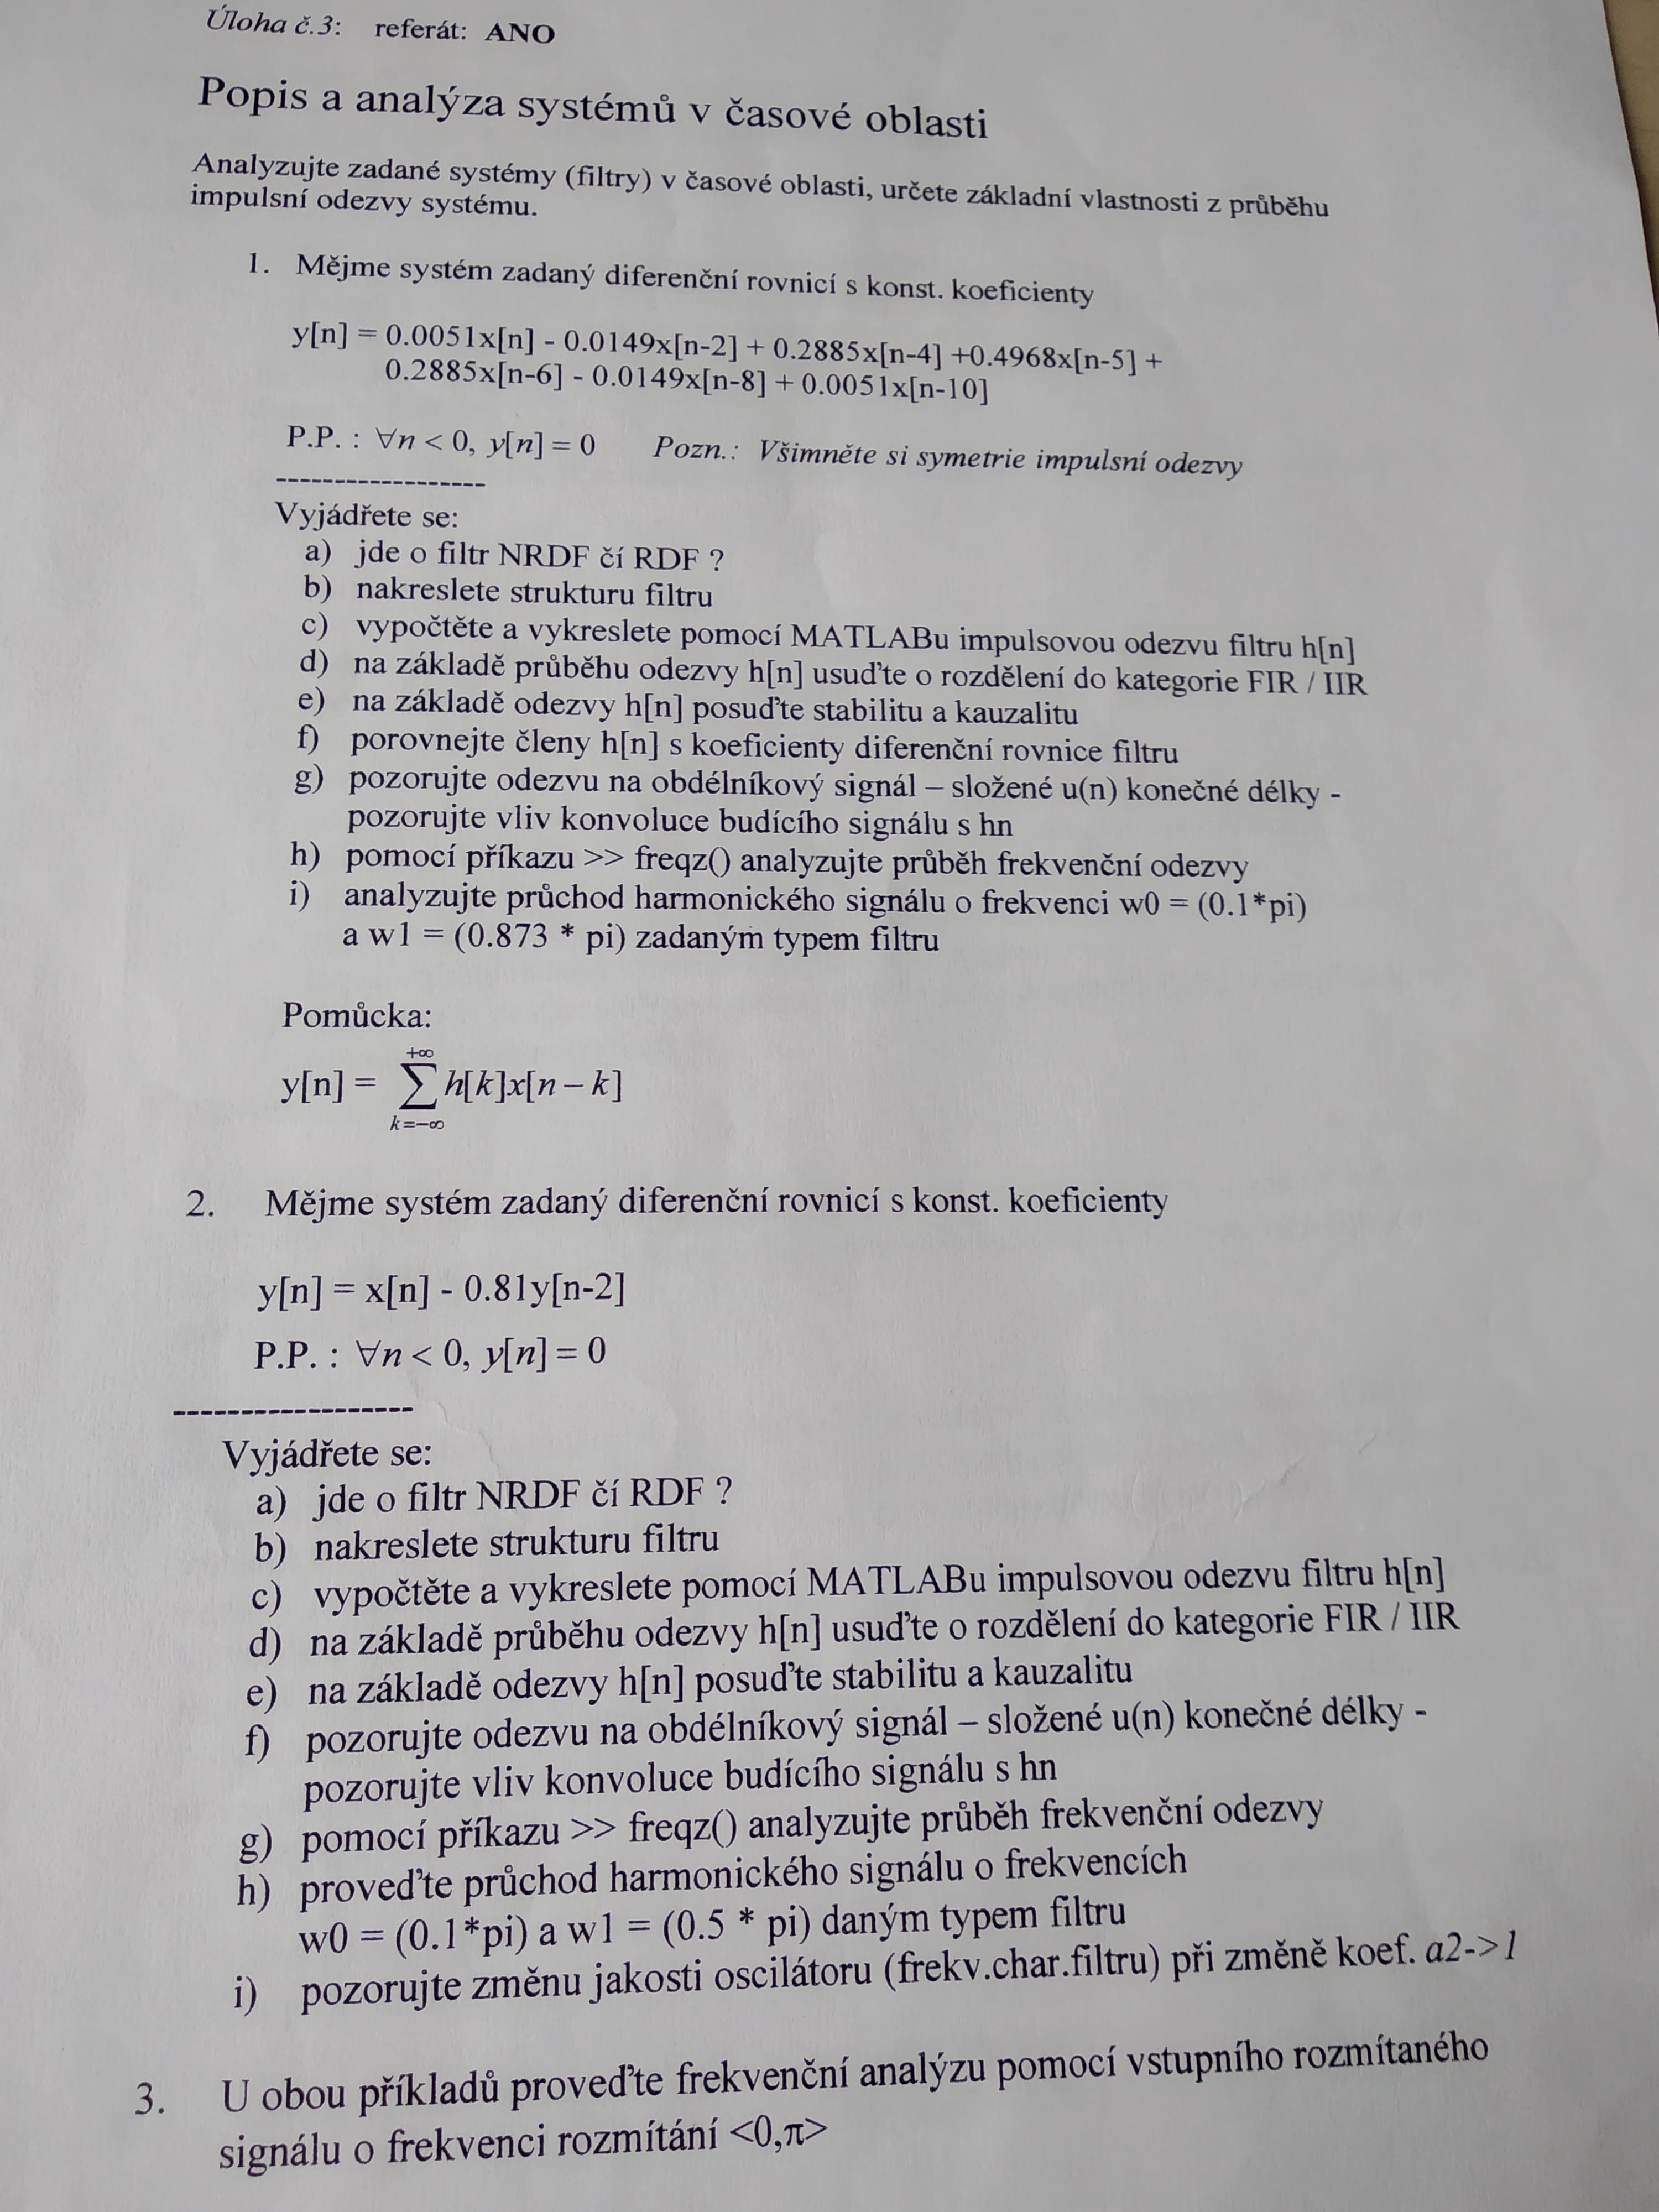 Úloha č.3: referát: ANO
Popis a analýza systémů v časové oblasti
Analyzujte zadané systémy (filtry) v časové oblasti, určete základní vlastnosti z průběhu
impulsní odezvy systému.
1. Mějme systém zadaný diferenční rovnicí s konst. koeficienty
y[n] = 0.0051x[n] - 0.0149x[n-2] + 0.2885x[n-4] +0.4968x[n-5] +
0.2885x[n-6] - 0.0149x[n-8] + 0.0051x[n-10]
P.P. : ∀n < 0, y[n] = 0 Pozn.: Všimněte si symetrie impulsní odezvy
------------------
Vyjádřete se:
a) jde o filtr NRDF čí RDF ?
b) nakreslete strukturu filtru
c) vypočtěte a vykreslete pomocí MATLABu impulsovou odezvu filtru h[n]
d) na základě průběhu odezvy h[n] usuďte o rozdělení do kategorie FIR / IIR
e) na základě odezvy h[n] posuďte stabilitu a kauzalitu
f) porovnejte členy h[n] s koeficienty diferenční rovnice filtru
g) pozorujte odezvu na obdélníkový signál – složené u(n) konečné délky -
pozorujte vliv konvoluce budícího signálu s hn
h) pomocí příkazu >> freqz() analyzujte průběh frekvenční odezvy
i) analyzujte průchod harmonického signálu o frekvenci w0 = (0.1*pi)
a w1 = (0.873 * pi) zadaným typem filtru
Pomůcka:
y[n] = +∞ ∑ k=−∞ h[k]x[n − k]
2. Mějme systém zadaný diferenční rovnicí s konst. koeficienty
y[n] = x[n] - 0.81y[n-2]
P.P. : ∀n < 0, y[n] = 0
------------------
Vyjádřete se:
a) jde o filtr NRDF čí RDF ?
b) nakreslete strukturu filtru
c) vypočtěte a vykreslete pomocí MATLABu impulsovou odezvu filtru h[n]
d) na základě průběhu odezvy h[n] usuďte o rozdělení do kategorie FIR / IIR
e) na základě odezvy h[n] posuďte stabilitu a kauzalitu
f) pozorujte odezvu na obdélníkový signál – složené u(n) konečné délky -
pozorujte vliv konvoluce budícího signálu s hn
g) pomocí příkazu >> freqz() analyzujte průběh frekvenční odezvy
h) proveďte průchod harmonického signálu o frekvencích
w0 = (0.1*pi) a w1 = (0.5 * pi) daným typem filtru
i) pozorujte změnu jakosti oscilátoru (frekv.char.filtru) při změně koef. a2->1
3. U obou příkladů proveďte frekvenční analýzu pomocí vstupního rozmítaného
signálu o frekvenci rozmítání <0,π>